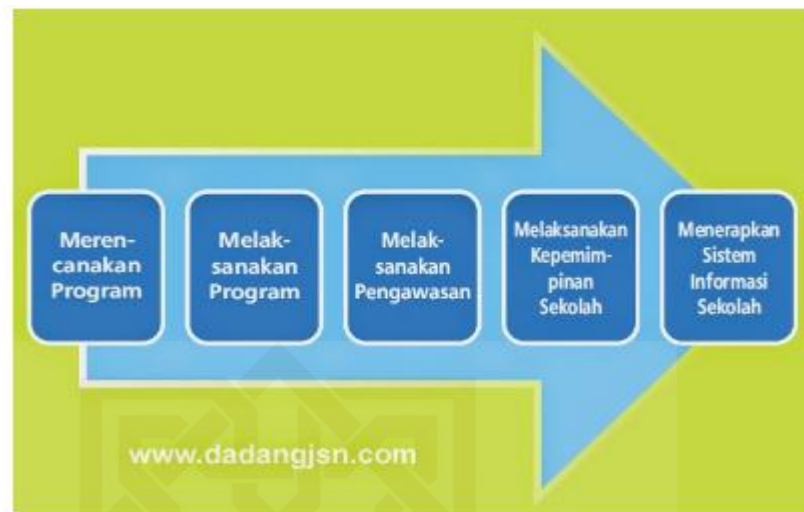 Meren-
canakan
Program
Melak-
sanakan
Program
Melak-
sanakan
Pengawasan
Melaksanakan
Kepemim-
pinan
Sekolah
Menerapkan
Sistem
Informasi
Sekolah
www.dadangjsn.com